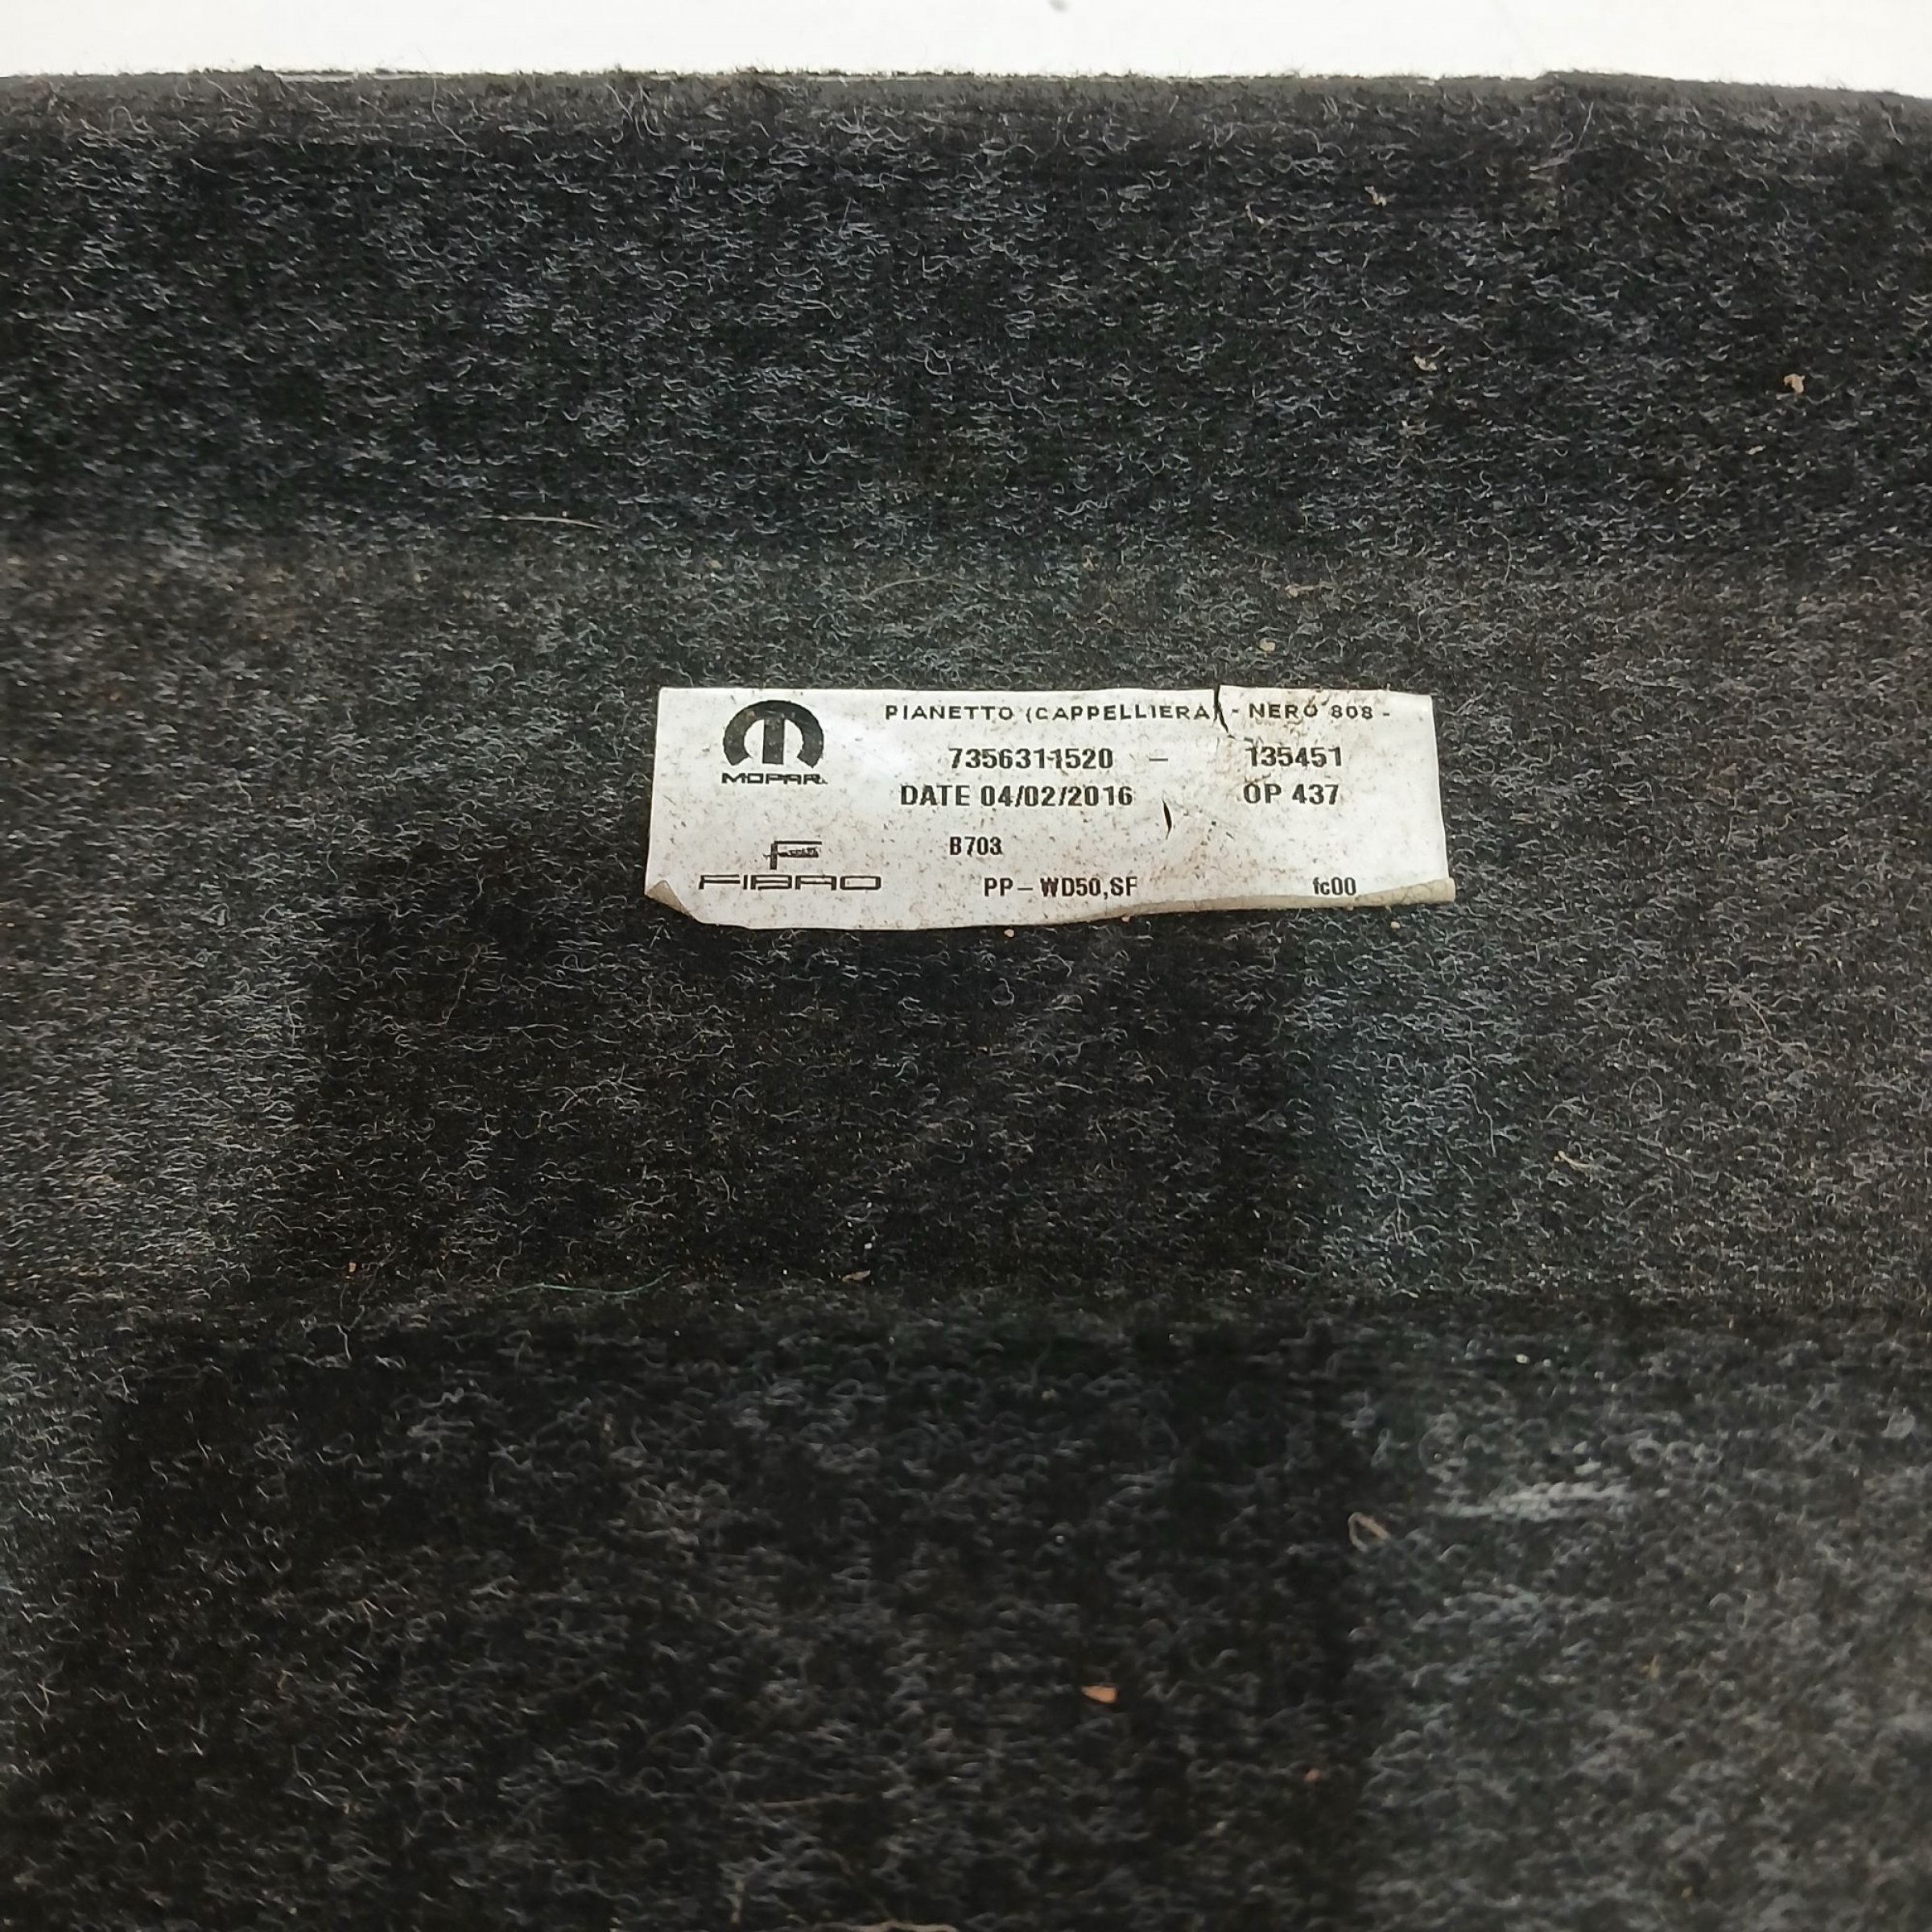 PIANETTO (CAPPELLIERA) - NERO 808 -
MOPAR
7356311520 - 135451
DATE 04/02/2016 OP 437
B703
FIBRO
PP-WD50,SF fc00